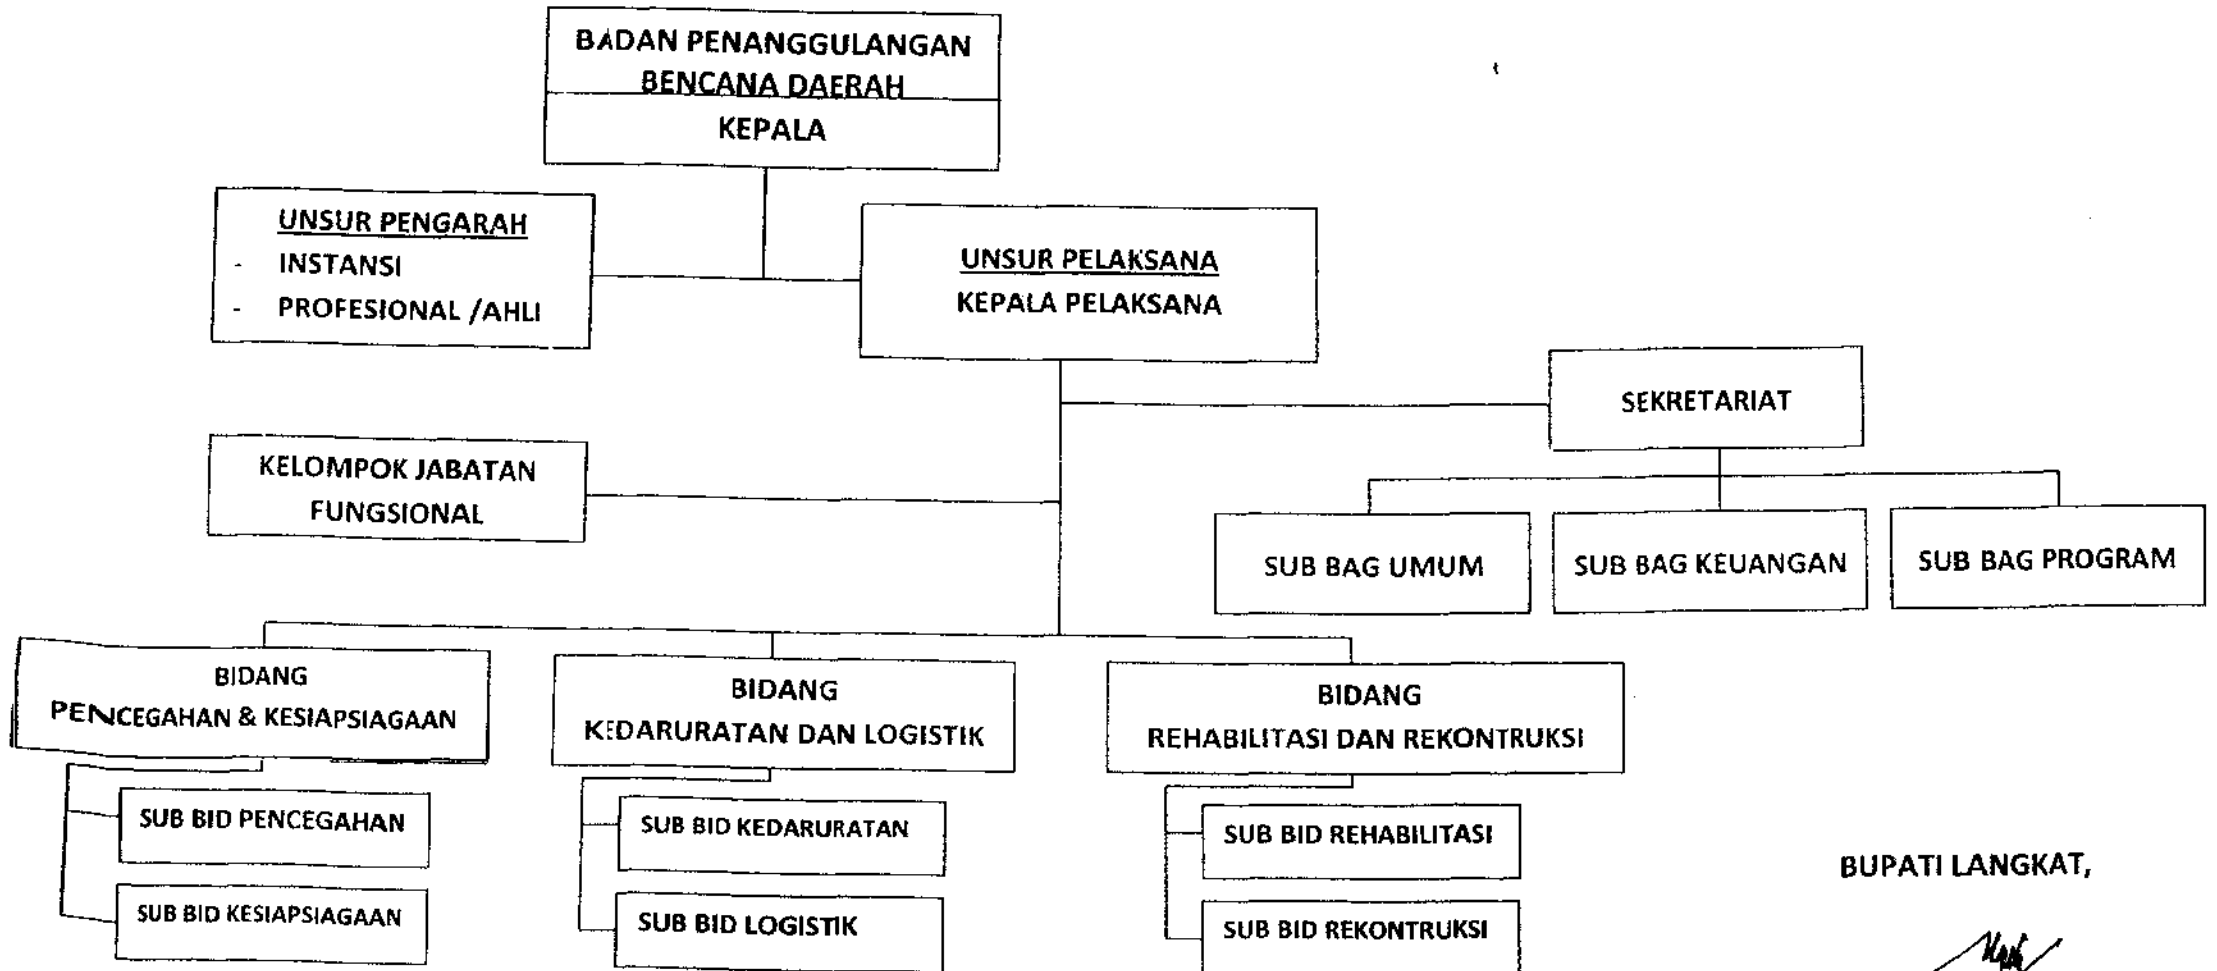 BADAN PENANGGULANGAN
BENCANA DAERAH
KEPALA
UNSUR PENGARAH
- INSTANSI
- PROFESIONAL /AHLI
UNSUR PELAKSANA
KEPALA PELAKSANA
SEKRETARIAT
KELOMPOK JABATAN
FUNGSIONAL
SUB BAG UMUM
SUB BAG KEUANGAN
SUB BAG PROGRAM
BIDANG
PENCEGAHAN & KESIAPSIAGAAN
BIDANG
KEDARURATAN DAN LOGISTIK
BIDANG
REHABILITASI DAN REKONTRUKSI
SUB BID PENCEGAHAN
SUB BID KESIAPSIAGAAN
SUB BID KEDARURATAN
SUB BID LOGISTIK
SUB BID REHABILITASI
SUB BID REKONTRUKSI
BUPATI LANGKAT,